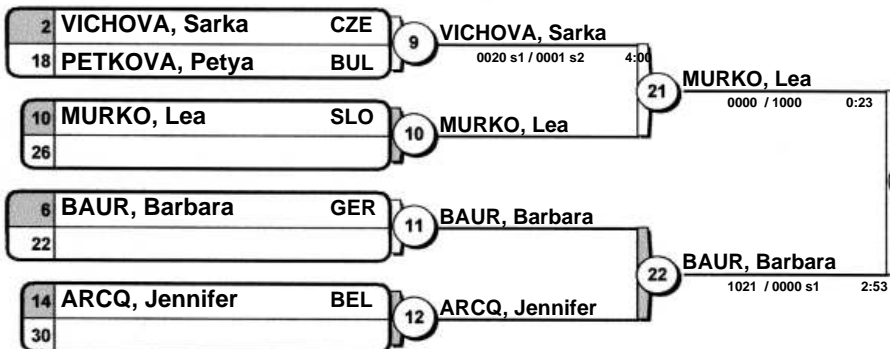 2 VICHOVA, Sarka CZE
18 PETKOVA, Petya BUL
9
VICHOVA, Sarka
0020 s1 / 0001 s2 4:00
10 MURKO, Lea SLO
26
10
MURKO, Lea
21
MURKO, Lea
0000 / 1000 0:23
6 BAUR, Barbara GER
22
11
BAUR, Barbara
14 ARCQ, Jennifer BEL
30
12
ARCQ, Jennifer
22
BAUR, Barbara
1021 / 0000 s1 2:53